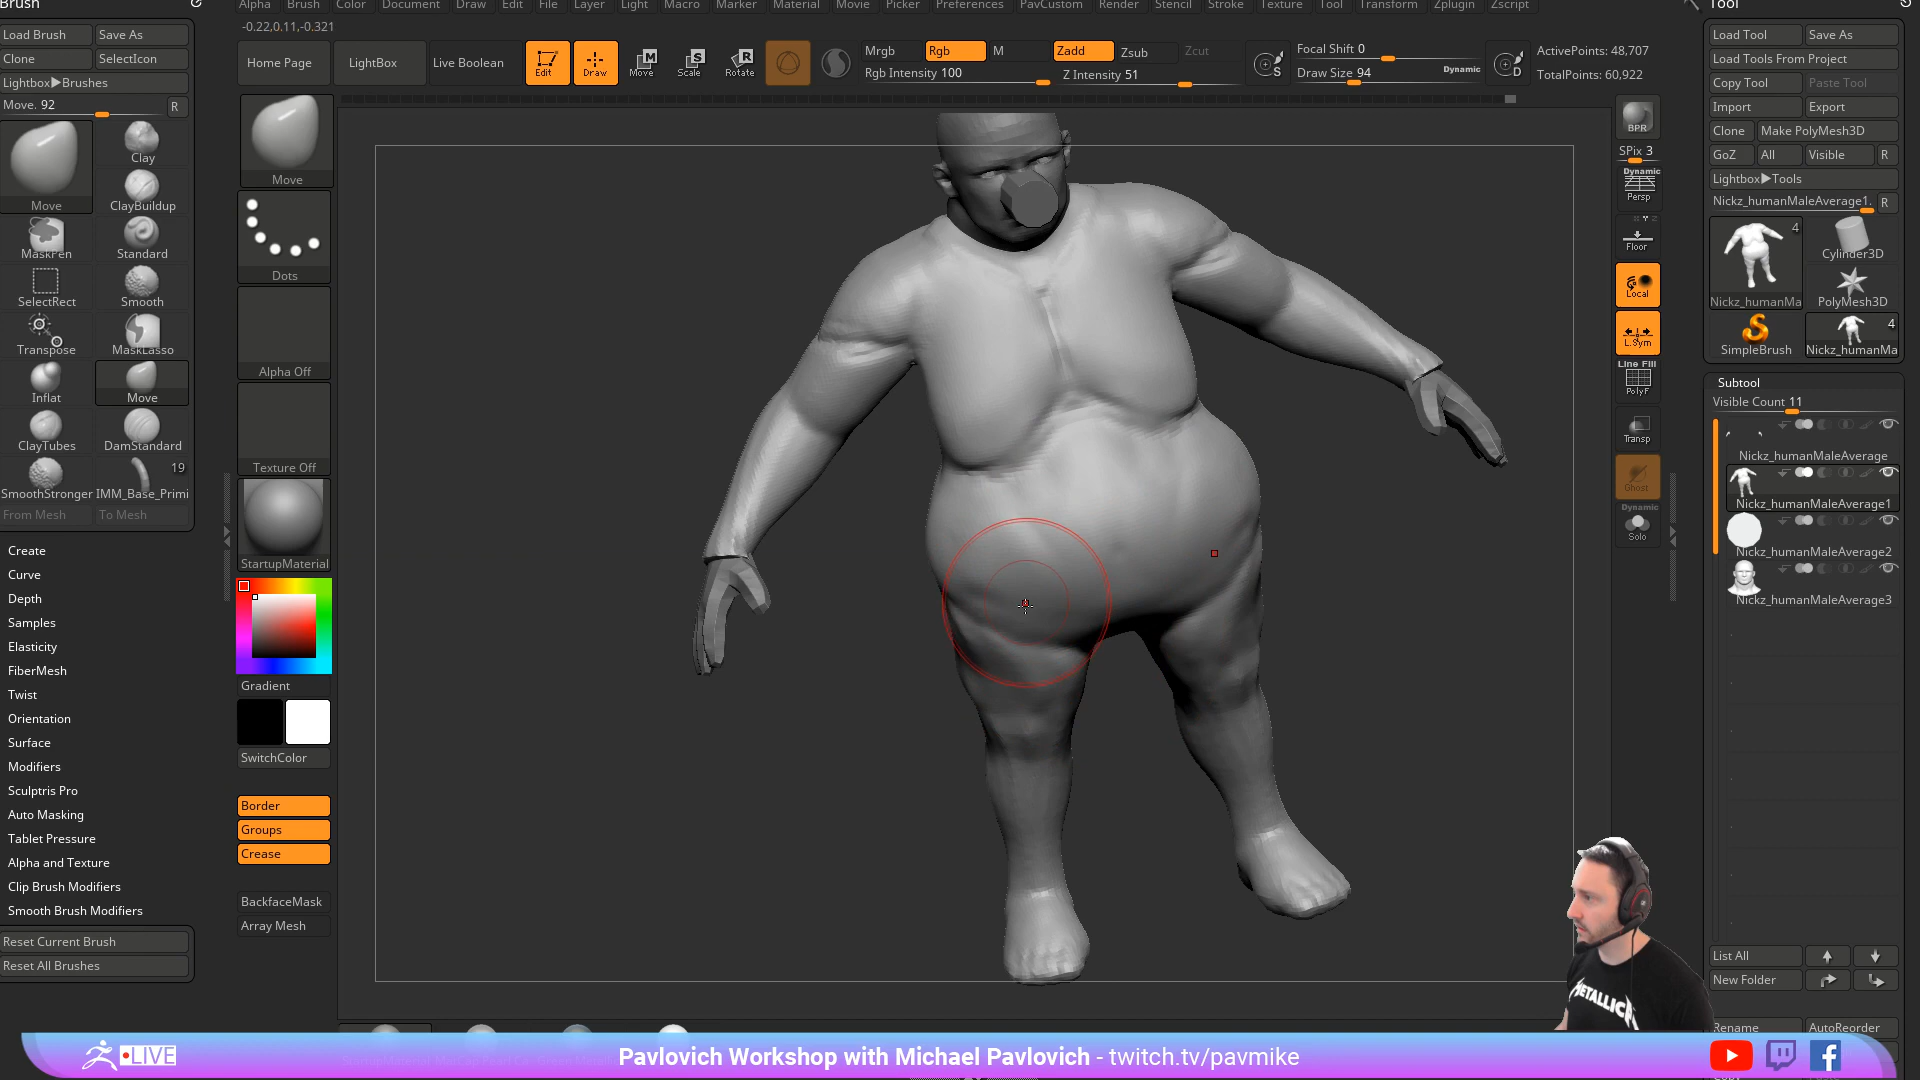 Brush
Alpha Brush Color Document Draw Edit File Layer Light Macro Marker Material Movie Picker Preferences PavCustom Render Stencil Stroke Texture Tool Transform Zplugin Zscript
Tool
-0.22,0.11,-0.321
Load Brush Save As
Clone SelectIcon
Lightbox▶Brushes
Move. 92 R
Move
Clay
ClayBuildup
MaskPen Standard
SelectRect Smooth
Transpose MaskLasso
Inflat Move
ClayTubes DamStandard
19
SmoothStronger IMM_Base_Primi
From Mesh To Mesh
Create
Curve
Depth
Samples
Elasticity
FiberMesh
Twist
Orientation
Surface
Modifiers
Sculptris Pro
Auto Masking
Tablet Pressure
Alpha and Texture
Clip Brush Modifiers
Smooth Brush Modifiers
Reset Current Brush
Reset All Brushes
Home Page LightBox Live Boolean
Edit Draw Move Scale Rotate
Mrgb Rgb M Zadd Zsub Zcut
Rgb Intensity 100 Z Intensity 51
Focal Shift 0
Draw Size 94 Dynamic
S
D
ActivePoints: 48,707
TotalPoints: 60,922
Move
Dots
Alpha Off
Texture Off
StartupMaterial
Gradient
SwitchColor
Border
Groups
Crease
BackfaceMask
Array Mesh
BPR
SPix 3
Dynamic
Persp
Floor
Local
L.Sym
Line Fill
PolyF
Transp
Ghost
Dynamic
Solo
Load Tool Save As
Load Tools From Project
Copy Tool Paste Tool
Import Export
Clone Make PolyMesh3D
GoZ All Visible R
Lightbox▶Tools
Nickz_humanMaleAverage1. R
4
Cylinder3D
Nickz_humanMa PolyMesh3D
4
SimpleBrush Nickz_humanMa
Subtool
Visible Count 11
Nickz_humanMaleAverage
Nickz_humanMaleAverage1
Nickz_humanMaleAverage2
Nickz_humanMaleAverage3
List All
New Folder
Rename AutoReorder
METALLIC
•LIVE
Pavlovich Workshop with Michael Pavlovich - twitch.tv/pavmike